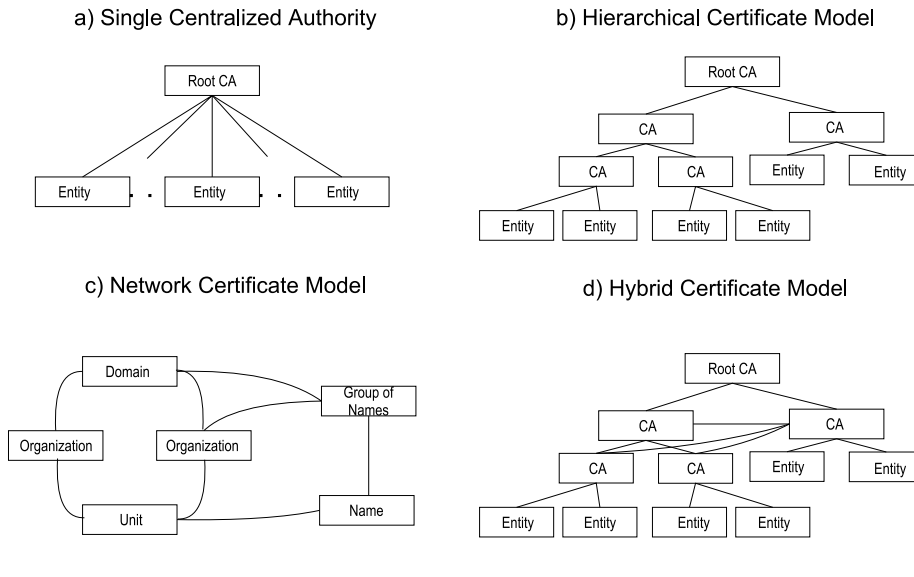 a) Single Centralized Authority
Root CA
Entity . . Entity . . Entity
b) Hierarchical Certificate Model
Root CA
CA CA
CA CA Entity Entity
Entity Entity Entity Entity
c) Network Certificate Model
Domain
Group of
Names
Organization Organization
Unit
Name
d) Hybrid Certificate Model
Root CA
CA CA
CA CA Entity Entity
Entity Entity Entity Entity